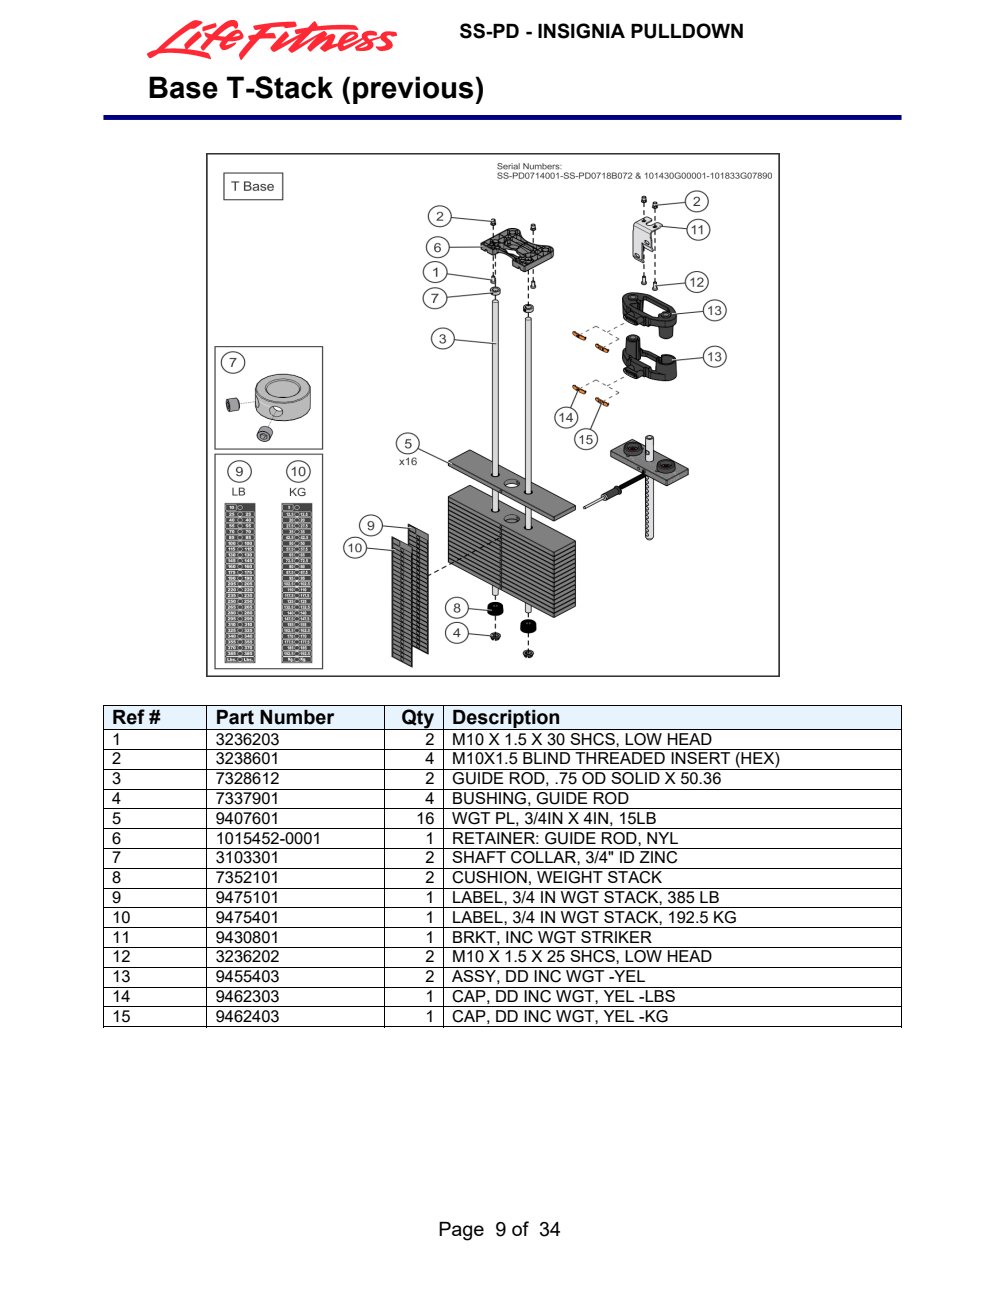 Life Fitness
SS-PD - INSIGNIA PULLDOWN
Base T-Stack (previous)
Serial Numbers:
SS-PD0714001-SS-PD0718B072 & 101430G00001-101833G07890
T Base
2
2
6
11
1
12
7
13
3
13
7
14
15
5
x16
9
10
LB
KG
9
10
8
4
Ref # Part Number Qty Description
1 3236203 2 M10 X 1.5 X 30 SHCS, LOW HEAD
2 3238601 4 M10X1.5 BLIND THREADED INSERT (HEX)
3 7328612 2 GUIDE ROD, .75 OD SOLID X 50.36
4 7337901 4 BUSHING, GUIDE ROD
5 9407601 16 WGT PL, 3/4IN X 4IN, 15LB
6 1015452-0001 1 RETAINER: GUIDE ROD, NYL
7 3103301 2 SHAFT COLLAR, 3/4" ID ZINC
8 7352101 2 CUSHION, WEIGHT STACK
9 9475101 1 LABEL, 3/4 IN WGT STACK, 385 LB
10 9475401 1 LABEL, 3/4 IN WGT STACK, 192.5 KG
11 9430801 1 BRKT, INC WGT STRIKER
12 3236202 2 M10 X 1.5 X 25 SHCS, LOW HEAD
13 9455403 2 ASSY, DD INC WGT -YEL
14 9462303 1 CAP, DD INC WGT, YEL -LBS
15 9462403 1 CAP, DD INC WGT, YEL -KG
Page 9 of 34